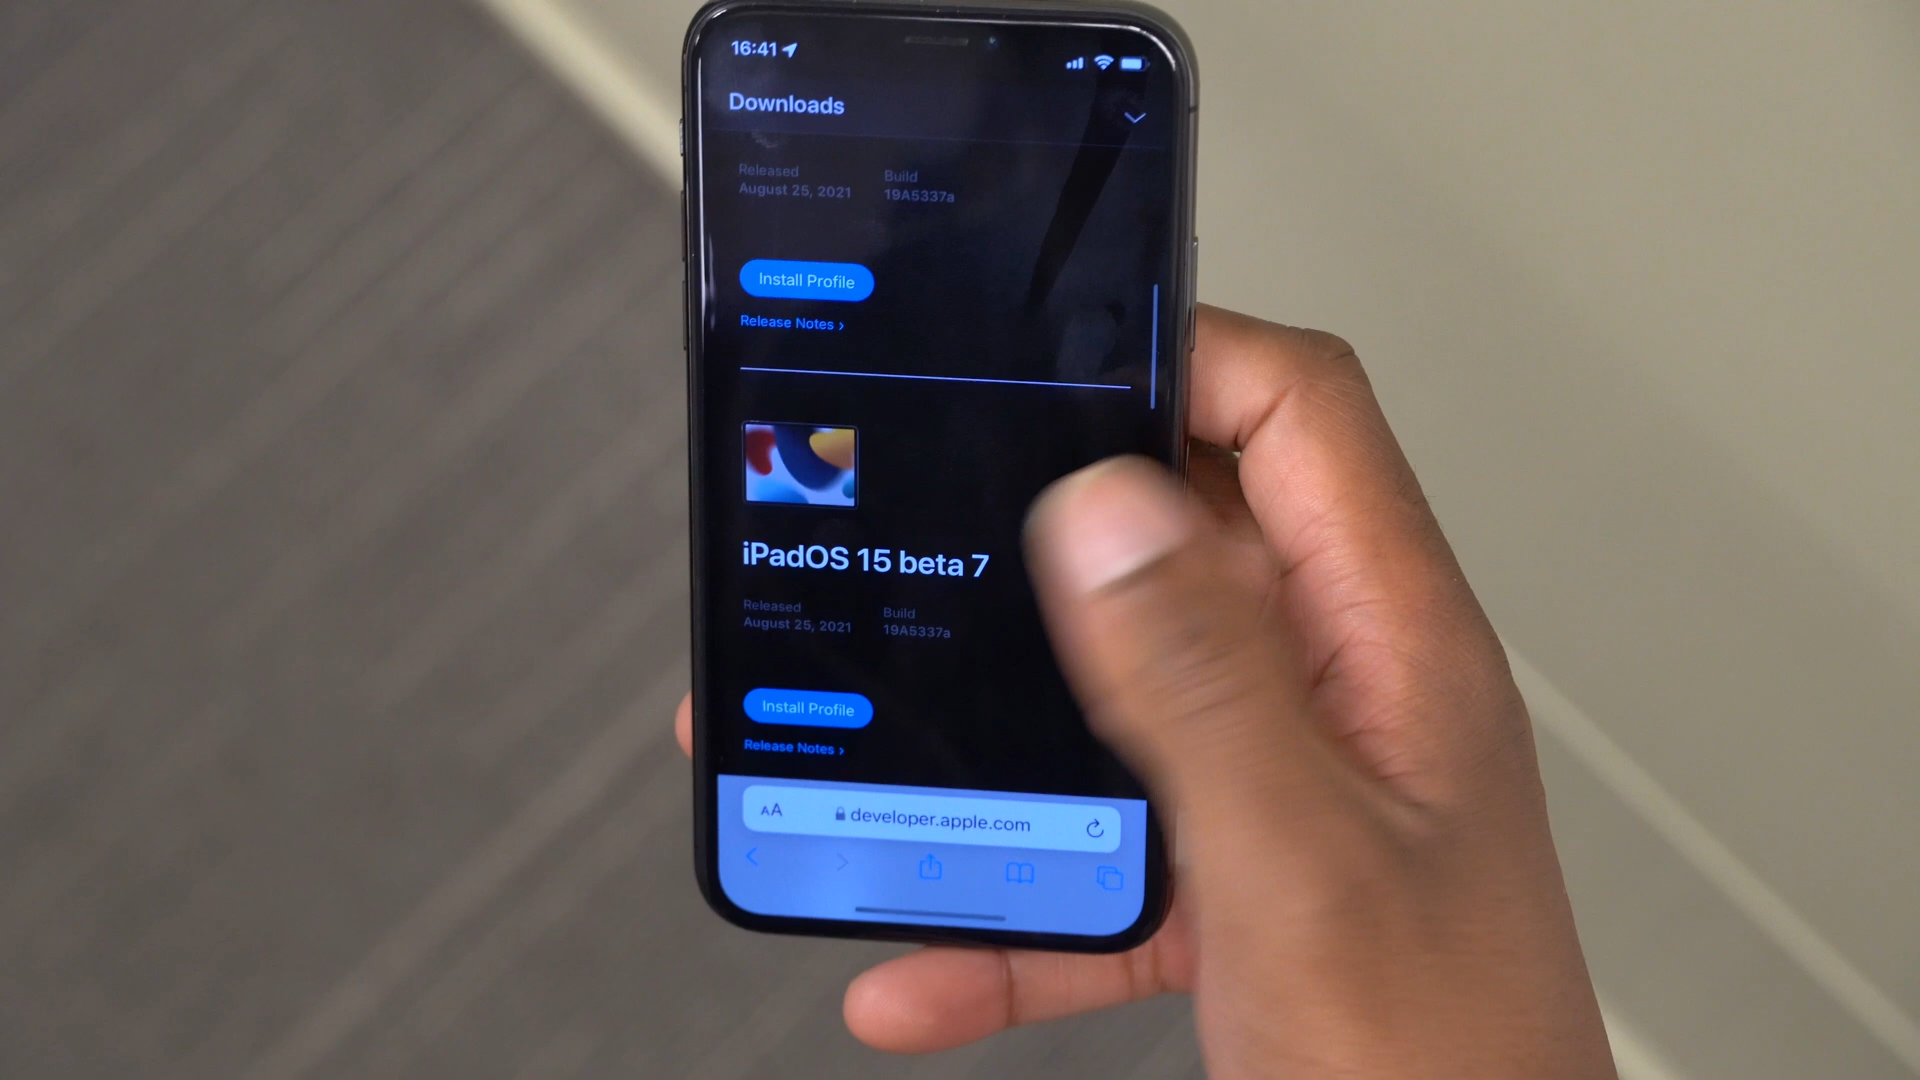 16:41
Downloads
Released Build
August 25, 2021 19A5337a
Install Profile
Release Notes >
iPadOS 15 beta 7
Released Build
August 25, 2021 19A5337a
Install Profile
Release Notes >
AA developer.apple.com